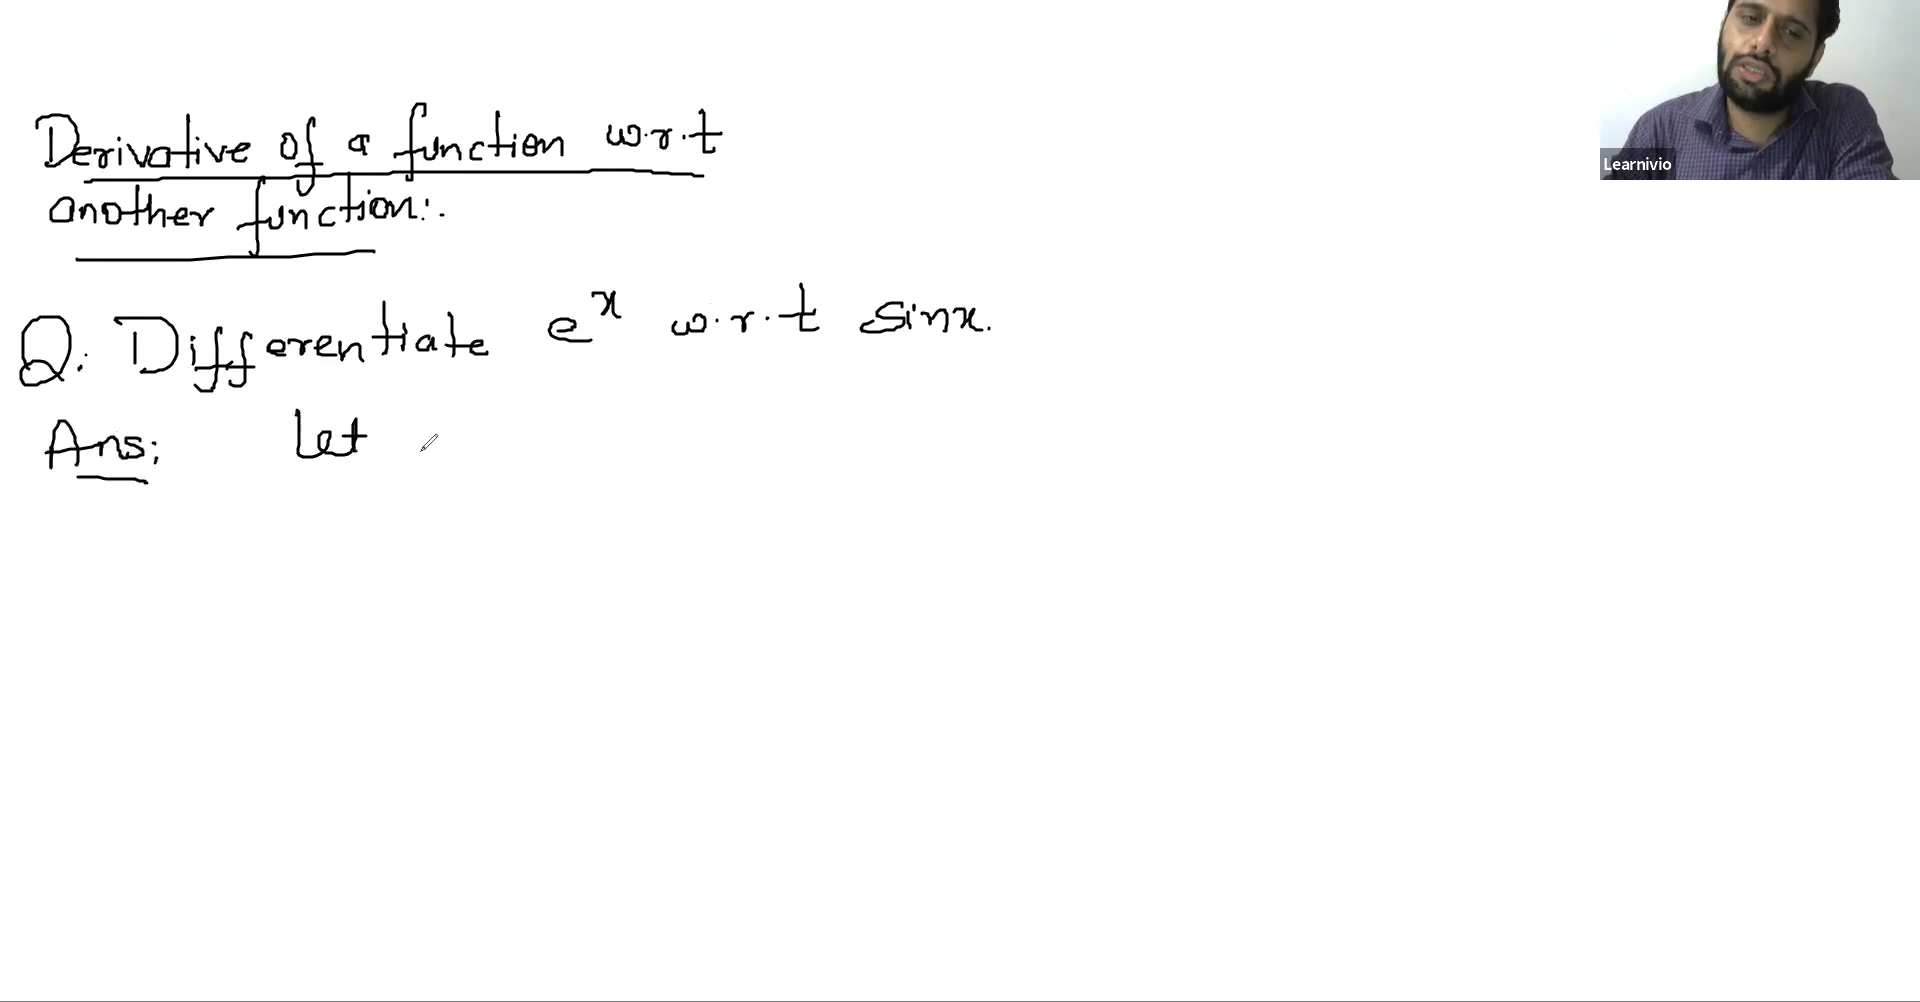 Derivative of a function w.r.t
another function:.
Q. Differentiate e^x w.r.t sinx.
Ans: Let
Learnivio